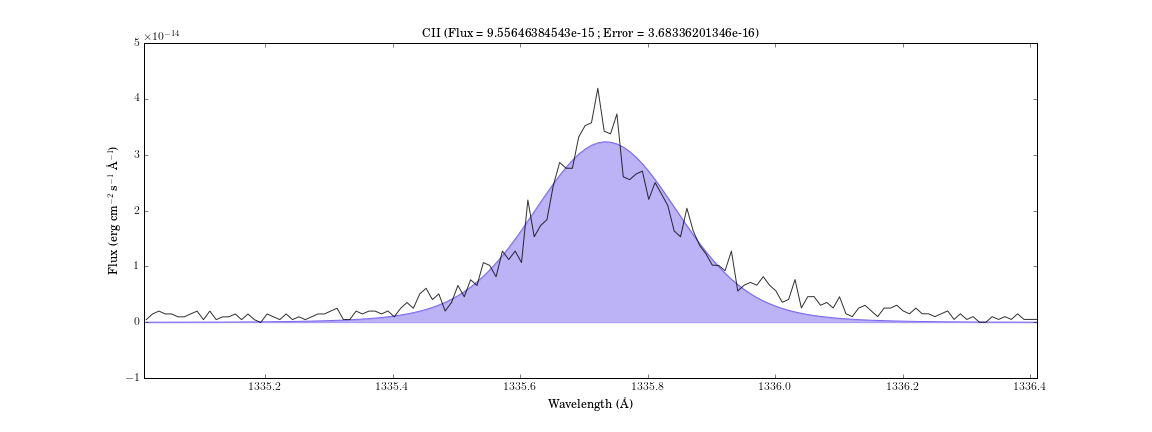 CII (Flux = 9.55646384543e-15 ; Error = 3.68336201346e-16)
×10⁻¹⁴
5
4
3
2
1
0
−1
Flux (erg cm⁻² s⁻¹ Å⁻¹)
1335.2 1335.4 1335.6 1335.8 1336.0 1336.2 1336.4
Wavelength (Å)